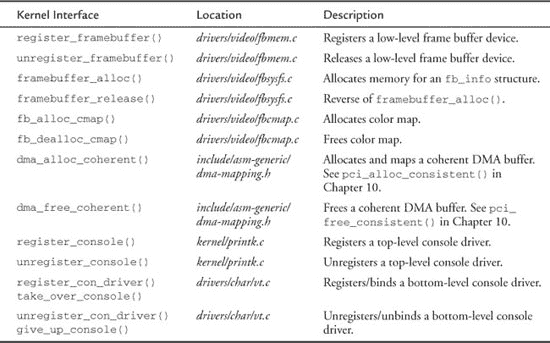 Kernel Interface Location Description
register_framebuffer() drivers/video/fbmem.c Registers a low-level frame buffer device.
unregister_framebuffer() drivers/video/fbmem.c Releases a low-level frame buffer device.
framebuffer_alloc() drivers/video/fbsysfs.c Allocates memory for an fb_info structure.
framebuffer_release() drivers/video/fbsysfs.c Reverse of framebuffer_alloc().
fb_alloc_cmap() drivers/video/fbcmap.c Allocates color map.
fb_dealloc_cmap() drivers/video/fbcmap.c Frees color map.
dma_alloc_coherent() include/asm-generic/ Allocates and maps a coherent DMA buffer.
dma-mapping.h See pci_alloc_consistent() in
Chapter 10.
dma_free_coherent() include/asm-generic/ Frees a coherent DMA buffer. See pci_
dma-mapping.h free_consistent() in Chapter 10.
register_console() kernel/printk.c Registers a top-level console driver.
unregister_console() kernel/printk.c Unregisters a top-level console driver.
register_con_driver() drivers/char/vt.c Registers/binds a bottom-level console driver.
take_over_console()
unregister_con_driver() drivers/char/vt.c Unregisters/unbinds a bottom-level console
give_up_console() driver.